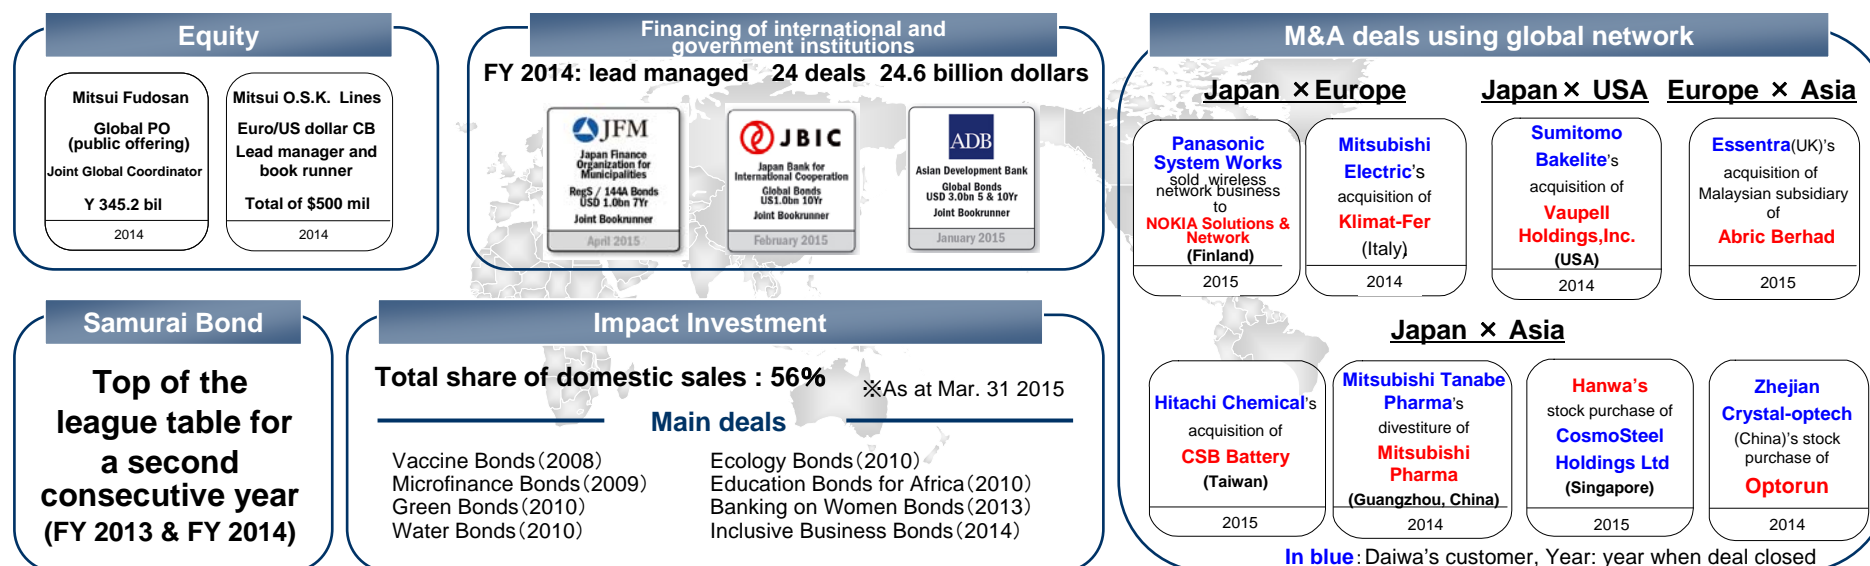 Equity
Mitsui Fudosan
Global PO
(public offering)
Joint Global Coordinator
Y 345.2 bil
2014
Mitsui O.S.K. Lines
Euro/US dollar CB
Lead manager and
book runner
Total of $500 mil
2014
Financing of international and
government institutions
FY 2014: lead managed 24 deals 24.6 billion dollars
JFM
Japan Finance
Organization for
Municipalities
RegS / 144A Bonds
USD 1.0bn 7Yr
Joint Bookrunner
April 2015
JBIC
Japan Bank for
International Cooperation
Global Bonds
US1.0bn 10Yr
Joint Bookrunner
February 2015
ADB
Asian Development Bank
Global Bonds
USD 3.0bn 5 & 10Yr
Joint Bookrunner
January 2015
M&A deals using global network
Japan ×Europe
Panasonic
System Works
sold wireless
network business
to
NOKIA Solutions &
Network
(Finland)
2015
Mitsubishi
Electric's
acquisition of
Klimat-Fer
(Italy)
2014
Japan× USA
Sumitomo
Bakelite's
acquisition of
Vaupell
Holdings,Inc.
(USA)
2014
Europe × Asia
Essentra(UK)'s
acquisition of
Malaysian subsidiary
of
Abric Berhad
2015
Japan × Asia
Hitachi Chemical's
acquisition of
CSB Battery
(Taiwan)
2015
Mitsubishi Tanabe
Pharma's
divestiture of
Mitsubishi
Pharma
(Guangzhou, China)
2014
Hanwa's
stock purchase of
CosmoSteel
Holdings Ltd
(Singapore)
2015
Zhejian
Crystal-optech
(China)'s stock
purchase of
Optorun
2014
In blue：Daiwa's customer, Year: year when deal closed
Samurai Bond
Top of the
league table for
a second
consecutive year
(FY 2013 & FY 2014)
Impact Investment
Total share of domestic sales : 56%
※As at Mar. 31 2015
Main deals
Vaccine Bonds（2008）
Microfinance Bonds（2009）
Green Bonds（2010）
Water Bonds（2010）
Ecology Bonds（2010）
Education Bonds for Africa（2010）
Banking on Women Bonds（2013）
Inclusive Business Bonds（2014）